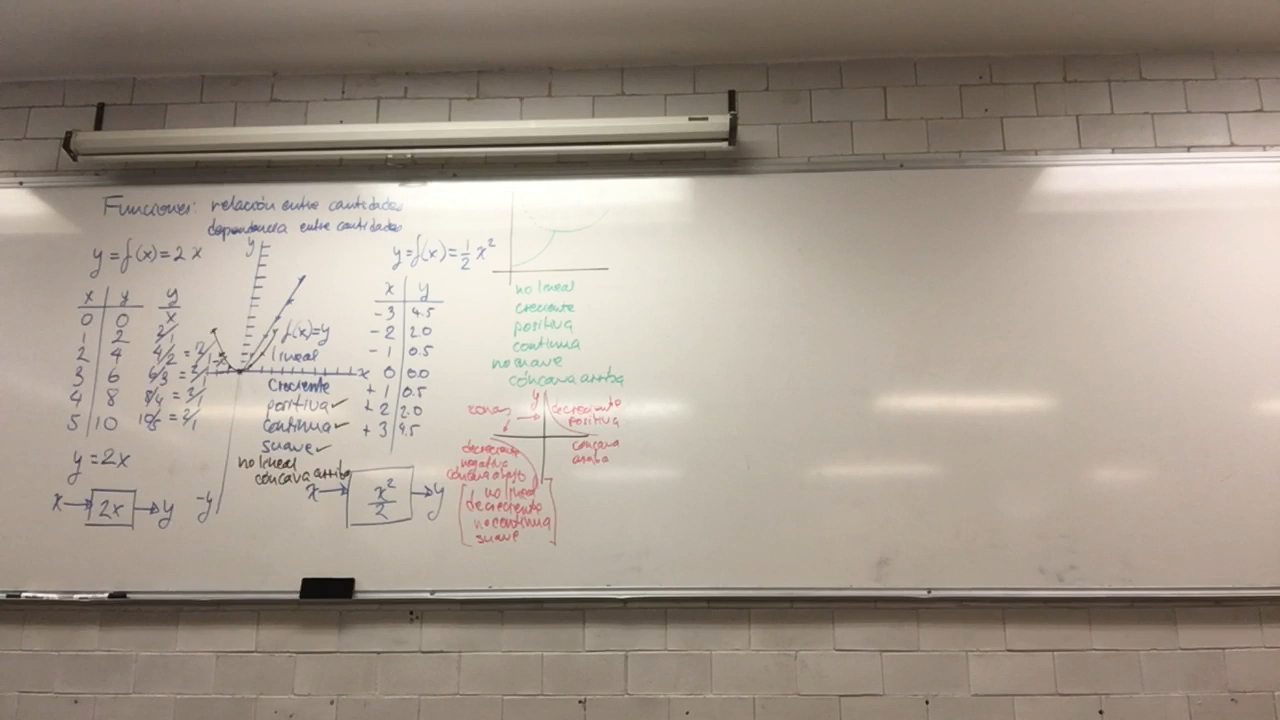 Funciones: relación entre cantidades
dependencia entre cantidades
y = f(x) = 2x
x y y/x
0 0
1 2 2/1
2 4 4/2 = 2/1
3 6 6/3 = 2/1
4 8 8/4 = 2/1
5 10 10/5 = 2/1
y = 2x
x → 2x → y
y
f(x)=y
-x
x
-y
lineal
creciente
positiva ✓
continua ✓
suave ✓
no lineal
cóncava arriba
y = f(x) = 1/2 x²
x y
-3 4.5
-2 2.0
-1 0.5
0 0.0
+1 0.5
+2 2.0
+3 4.5
x → x²/2 → y
no lineal
creciente
positiva
continua
no suave
cóncava arriba
y
zonas
decreciente
positiva
cóncava
arriba
decreciente
negativa
cóncava abajo
no lineal
decreciente
no continua
suave